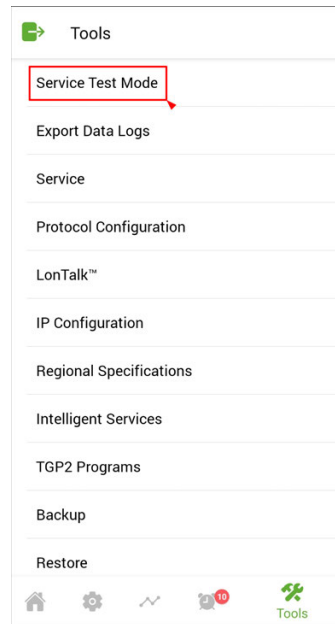 Tools
Service Test Mode
Export Data Logs
Service
Protocol Configuration
LonTalk™
IP Configuration
Regional Specifications
Intelligent Services
TGP2 Programs
Backup
Restore
10
Tools